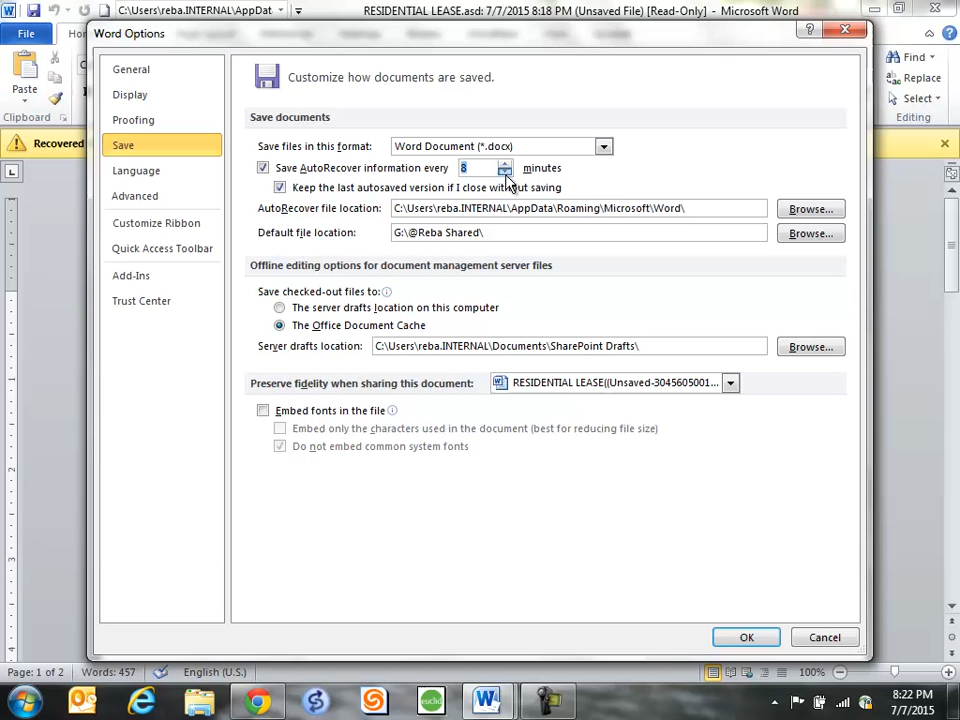 C:\Users\reba.INTERNAL\AppDat
RESIDENTIAL LEASE.asd: 7/7/2015 8:18 PM (Unsaved File) [Read-Only] - Microsoft Word
File
Word Options
Paste
Clipboard
Find
Replace
Select
Editing
Recovered
General
Display
Proofing
Save
Language
Advanced
Customize Ribbon
Quick Access Toolbar
Add-Ins
Trust Center
Customize how documents are saved.
Save documents
Save files in this format: Word Document (*.docx)
Save AutoRecover information every 8 minutes
Keep the last autosaved version if I close without saving
AutoRecover file location: C:\Users\reba.INTERNAL\AppData\Roaming\Microsoft\Word\ Browse...
Default file location: G:\@Reba Shared\ Browse...
Offline editing options for document management server files
Save checked-out files to:
The server drafts location on this computer
The Office Document Cache
Server drafts location: C:\Users\reba.INTERNAL\Documents\SharePoint Drafts\ Browse...
Preserve fidelity when sharing this document: RESIDENTIAL LEASE((Unsaved-3045605001...
Embed fonts in the file
Embed only the characters used in the document (best for reducing file size)
Do not embed common system fonts
OK Cancel
Page: 1 of 2 Words: 457 English (U.S.) 100%
euclid
8:22 PM
7/7/2015